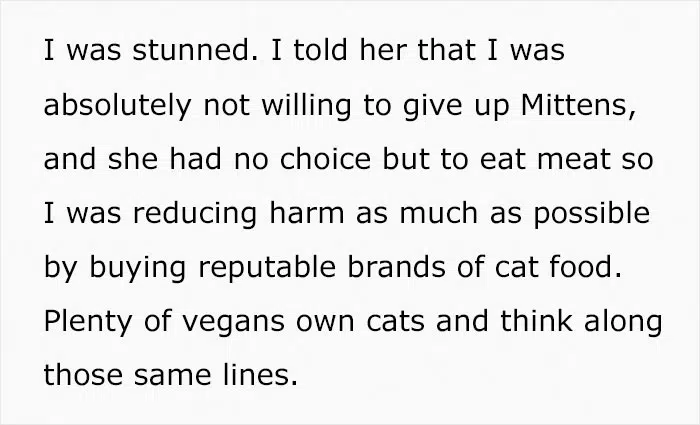 I was stunned. I told her that I was
absolutely not willing to give up Mittens,
and she had no choice but to eat meat so
I was reducing harm as much as possible
by buying reputable brands of cat food.
Plenty of vegans own cats and think along
those same lines.